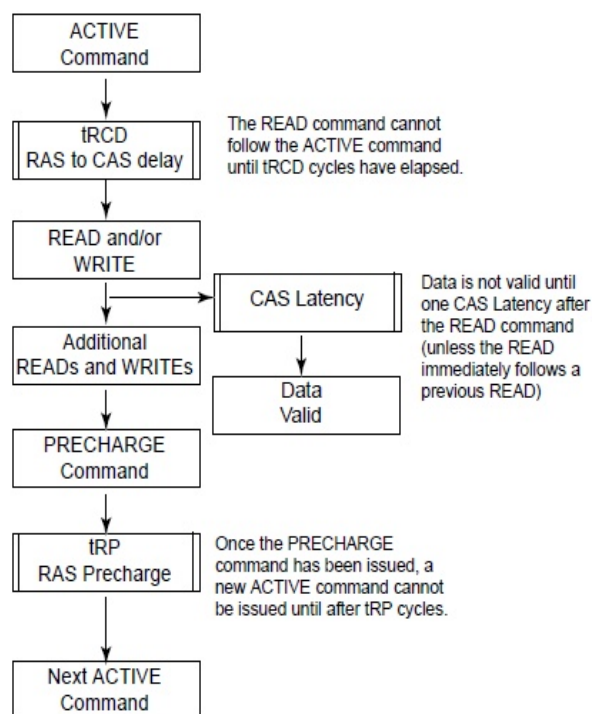 ACTIVE
Command
tRCD
RAS to CAS delay
The READ command cannot
follow the ACTIVE command
until tRCD cycles have elapsed.
READ and/or
WRITE
CAS Latency
Data is not valid until
one CAS Latency after
the READ command
(unless the READ
immediately follows a
previous READ)
Additional
READs and WRITEs
Data
Valid
PRECHARGE
Command
tRP
RAS Precharge
Once the PRECHARGE
command has been issued, a
new ACTIVE command cannot
be issued until after tRP cycles.
Next ACTIVE
Command